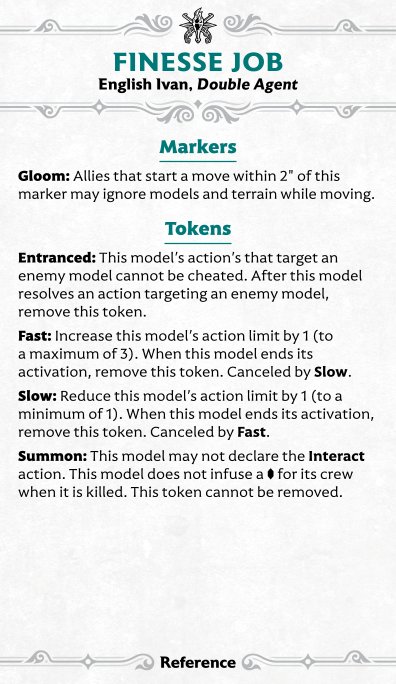 FINESSE JOB
English Ivan, Double Agent
Markers
Gloom: Allies that start a move within 2" of this
marker may ignore models and terrain while moving.
Tokens
Entranced: This model's action's that target an
enemy model cannot be cheated. After this model
resolves an action targeting an enemy model,
remove this token.
Fast: Increase this model's action limit by 1 (to
a maximum of 3). When this model ends its
activation, remove this token. Canceled by Slow.
Slow: Reduce this model's action limit by 1 (to a
minimum of 1). When this model ends its activation,
remove this token. Canceled by Fast.
Summon: This model may not declare the Interact
action. This model does not infuse a for its crew
when it is killed. This token cannot be removed.
Reference